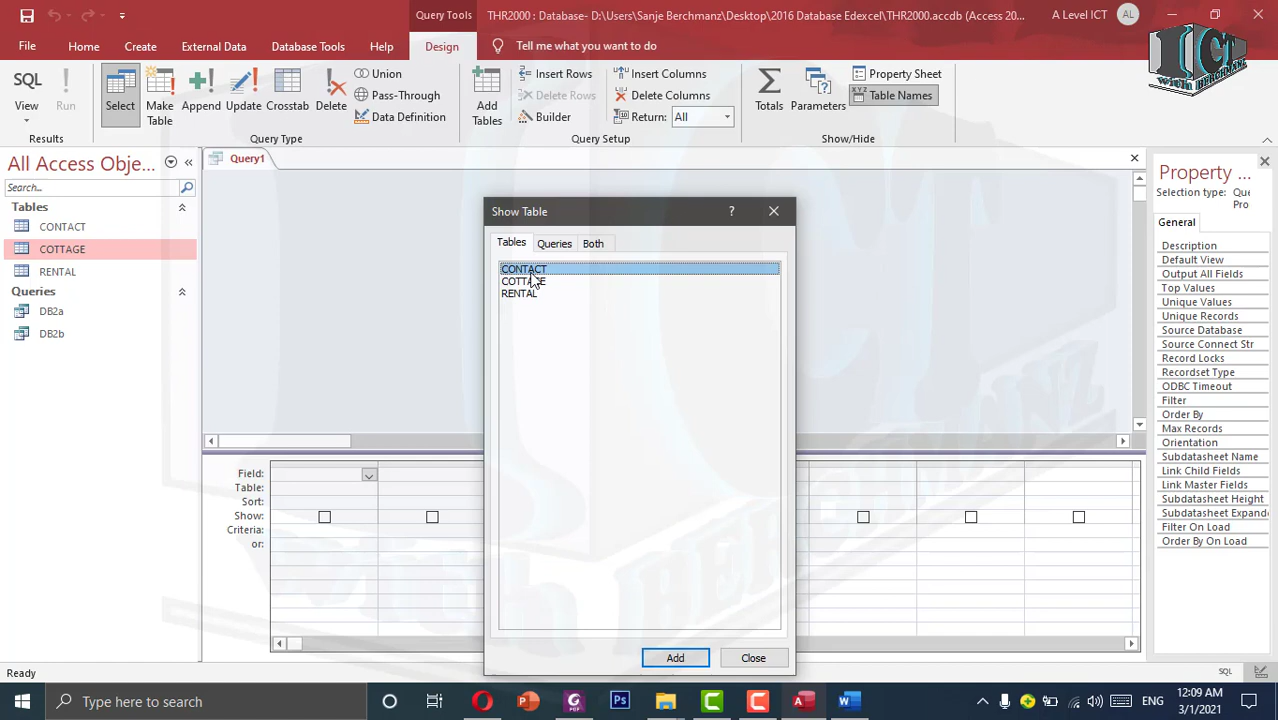 Query Tools
THR2000 : Database- D:\Users\Sanje Berchmanz\Desktop\2016 Database Edexcel\THR2000.accdb (Access 20...
A Level ICT
AL
File
Home
Create
External Data
Database Tools
Help
Design
Tell me what you want to do
SQL
View
Run
Results
Select
Make
Table
Append
Update
Crosstab
Delete
Union
Pass-Through
Data Definition
Query Type
Add
Tables
Insert Rows
Delete Rows
Builder
Insert Columns
Delete Columns
Return: All
Query Setup
Totals
Parameters
Property Sheet
XYZ Table Names
Show/Hide
ICT
With BERCHMANZ
All Access Obje...
Search...
Tables
CONTACT
COTTAGE
RENTAL
Queries
DB2a
DB2b
Query1
Show Table
?
Tables
Queries
Both
CONTACT
COTTAGE
RENTAL
Add
Close
Field:
Table:
Sort:
Show:
Criteria:
or:
Property ...
Selection type: Que
Pro
General
Description
Default View
Output All Fields
Top Values
Unique Values
Unique Records
Source Database
Source Connect Str
Record Locks
Recordset Type
ODBC Timeout
Filter
Order By
Max Records
Orientation
Subdatasheet Name
Link Child Fields
Link Master Fields
Subdatasheet Height
Subdatasheet Expand
Filter On Load
Order By On Load
Ready
SQL
Type here to search
ENG
12:09 AM
3/1/2021